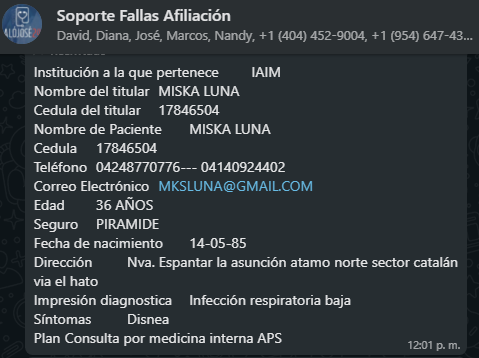 Soporte Fallas Afiliación
David, Diana, José, Marcos, Nandy, +1 (404) 452-9004, +1 (954) 647-43...
ALÓJOSÉ
Institución a la que pertenece IAIM
Nombre del titular MISKA LUNA
Cedula del titular 17846504
Nombre de Paciente MISKA LUNA
Cedula 17846504
Teléfono 04248770776--- 04140924402
Correo Electrónico MKSLUNA@GMAIL.COM
Edad 36 AÑOS
Seguro PIRAMIDE
Fecha de nacimiento 14-05-85
Dirección Nva. Espantar la asunción atamo norte sector catalán
via el hato
Impresión diagnostica Infección respiratoria baja
Síntomas Disnea
Plan Consulta por medicina interna APS
12:01 p. m.